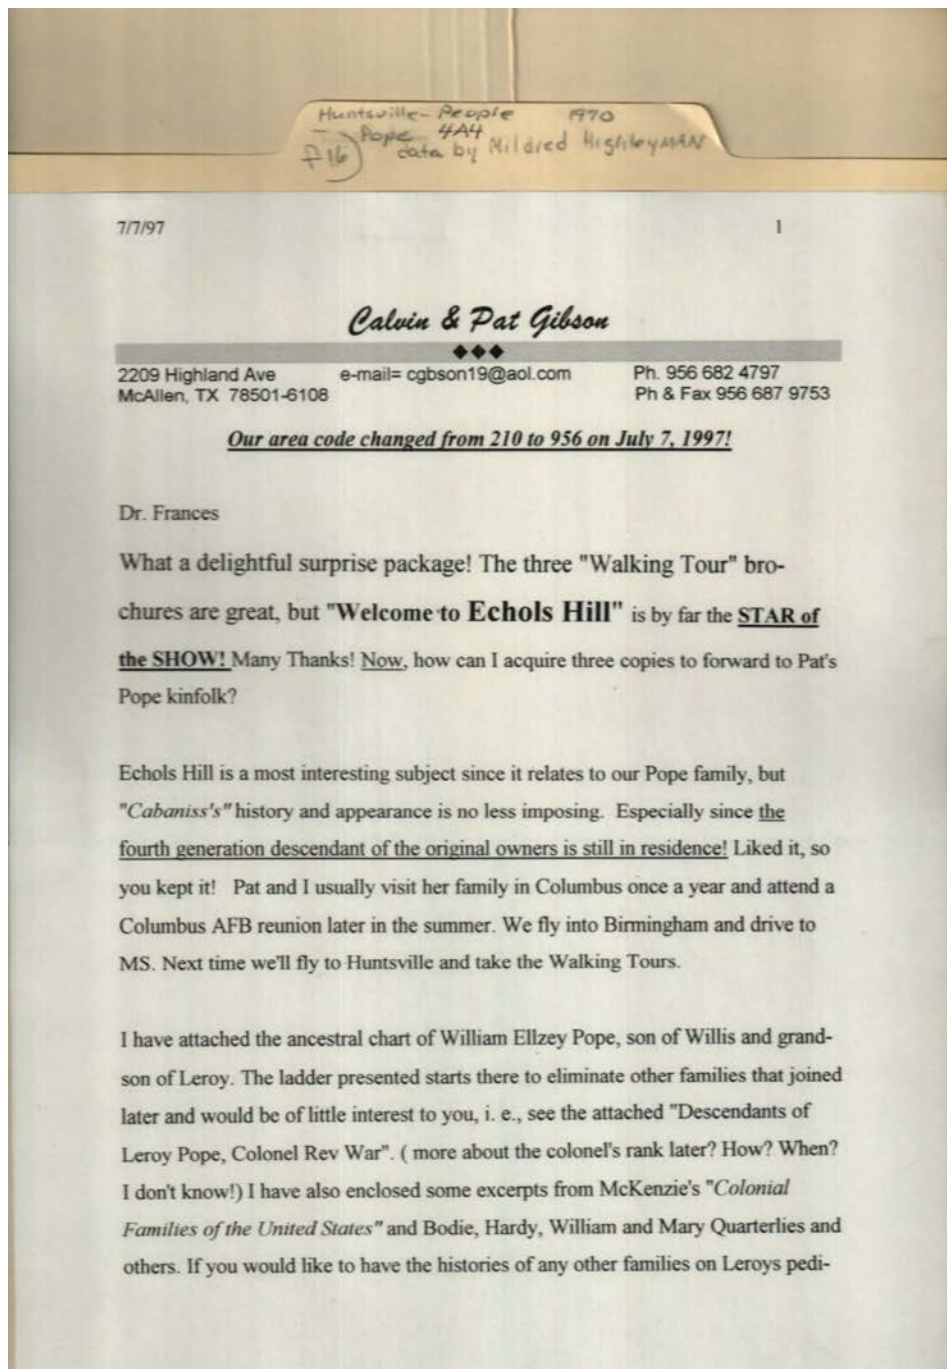 Huntsville- People 1970
Pope 4A4
f16 data by Mildred Highleyman
7/7/97 1
Calvin & Pat Gibson
2209 Highland Ave e-mail= cgbson19@aol.com Ph. 956 682 4797
McAllen, TX 78501-6108 Ph & Fax 956 687 9753
Our area code changed from 210 to 956 on July 7, 1997!
Dr. Frances
What a delightful surprise package! The three "Walking Tour" bro-
chures are great, but "Welcome to Echols Hill" is by far the STAR of
the SHOW! Many Thanks! Now, how can I acquire three copies to forward to Pat's
Pope kinfolk?
Echols Hill is a most interesting subject since it relates to our Pope family, but
"Cabaniss's" history and appearance is no less imposing. Especially since the
fourth generation descendant of the original owners is still in residence! Liked it, so
you kept it! Pat and I usually visit her family in Columbus once a year and attend a
Columbus AFB reunion later in the summer. We fly into Birmingham and drive to
MS. Next time we'll fly to Huntsville and take the Walking Tours.
I have attached the ancestral chart of William Ellzey Pope, son of Willis and grand-
son of Leroy. The ladder presented starts there to eliminate other families that joined
later and would be of little interest to you, i. e., see the attached "Descendants of
Leroy Pope, Colonel Rev War". ( more about the colonel's rank later? How? When?
I don't know!) I have also enclosed some excerpts from McKenzie's "Colonial
Families of the United States" and Bodie, Hardy, William and Mary Quarterlies and
others. If you would like to have the histories of any other families on Leroys pedi-